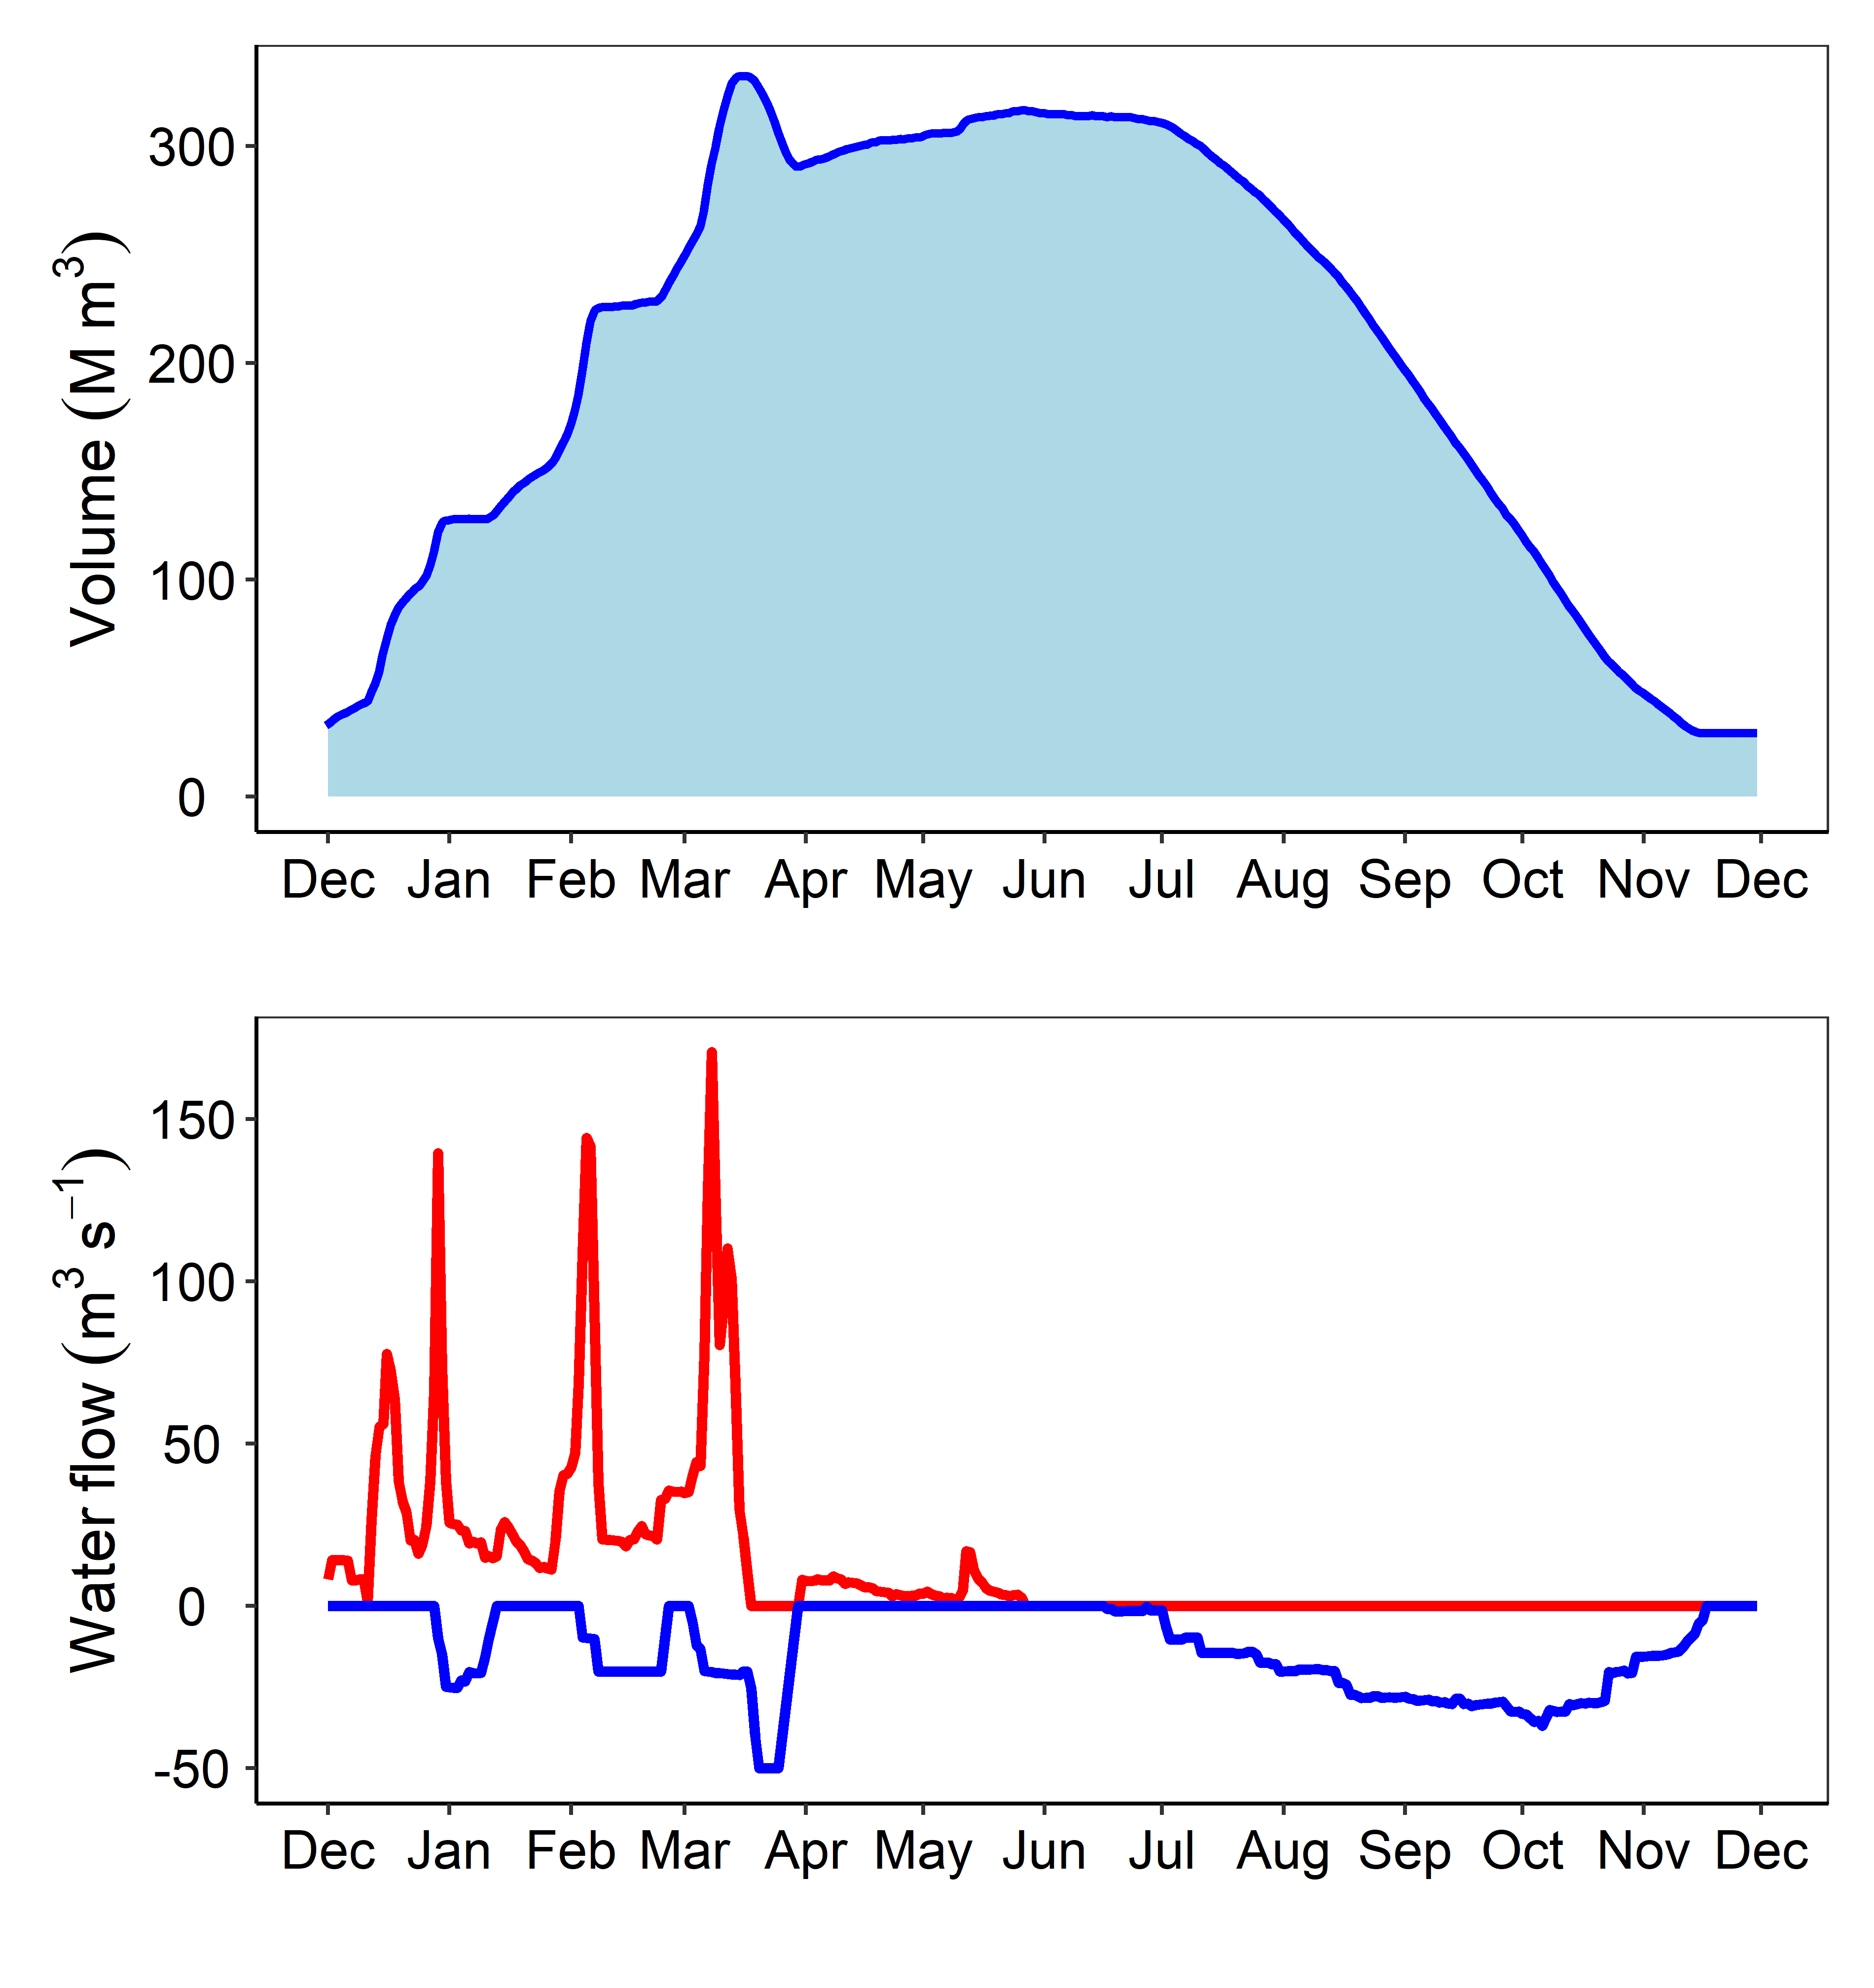 Volume (M m³)
300
200
100
0
Dec Jan Feb Mar Apr May Jun Jul Aug Sep Oct Nov Dec
Water flow (m³ s⁻¹)
150
100
50
0
-50
Dec Jan Feb Mar Apr May Jun Jul Aug Sep Oct Nov Dec